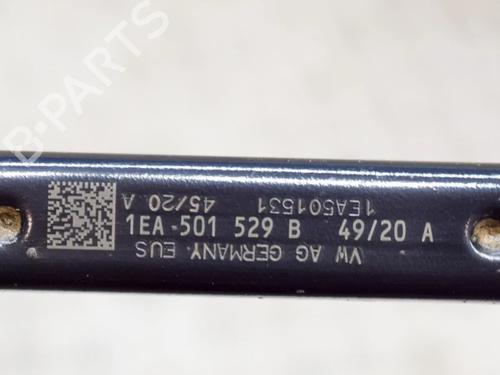 B-PARTS
45/20 A 1EA501531
1EA-501 529 B 49/20 A
VW AG GERMANY EUS